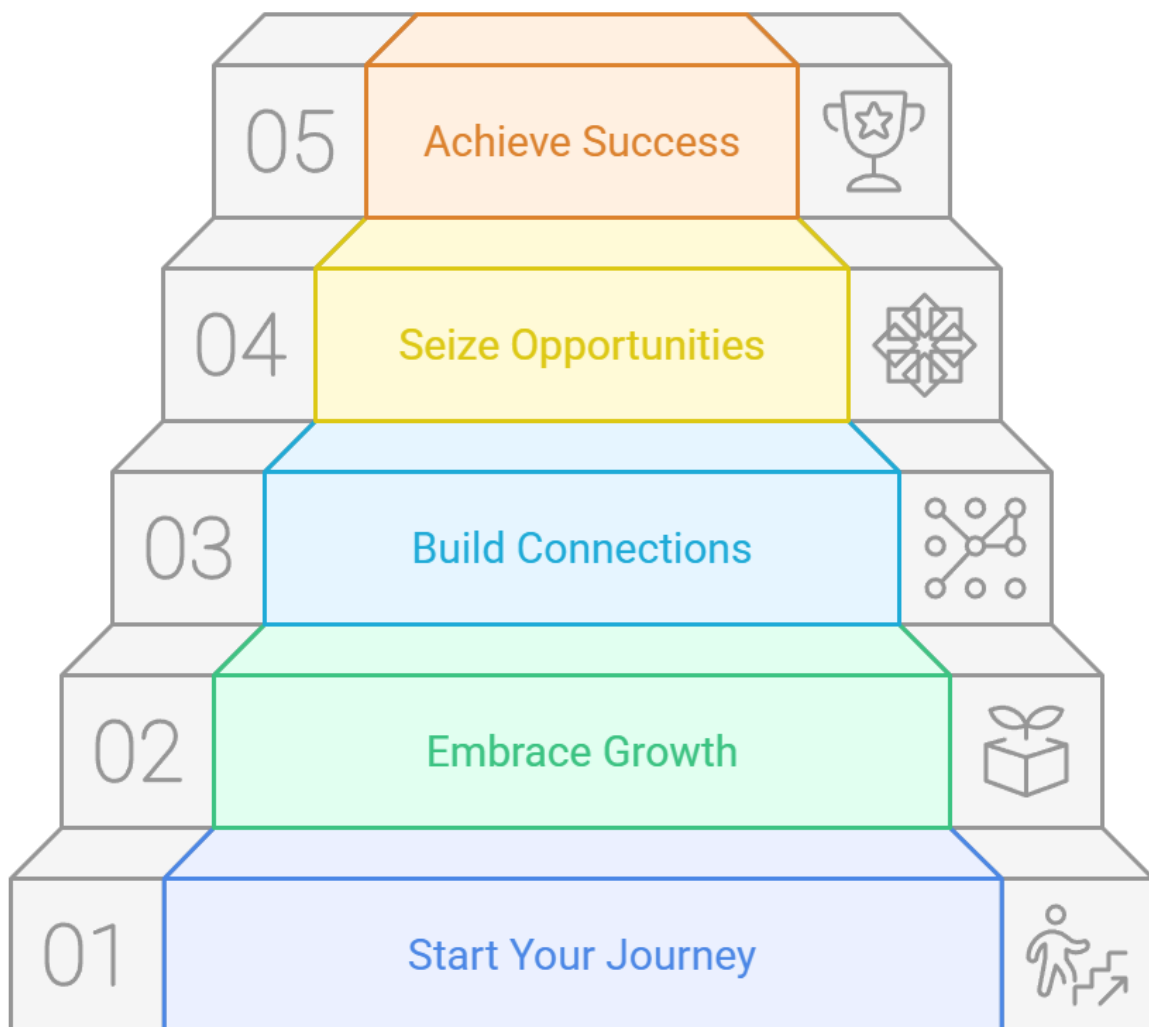 05
Achieve Success
04
Seize Opportunities
03
Build Connections
02
Embrace Growth
01
Start Your Journey